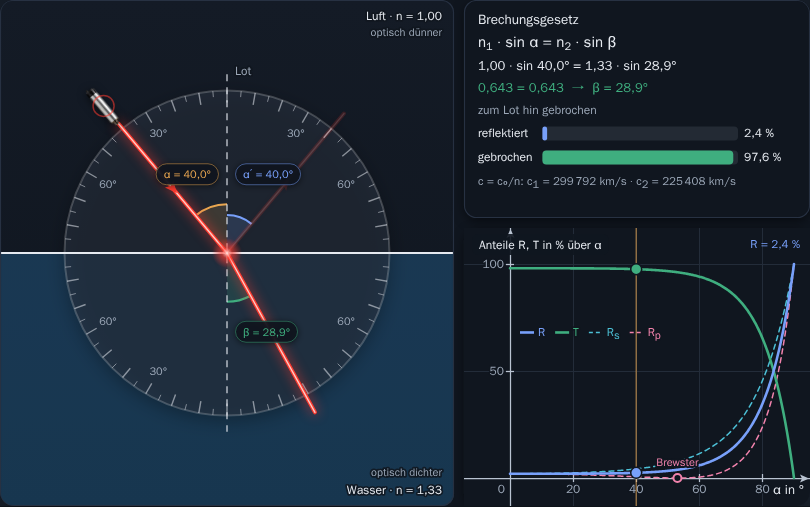 Luft · n = 1,00
optisch dünner
Lot
30°
30°
60°
60°
α = 40,0°
α′ = 40,0°
β = 28,9°
60°
60°
30°
optisch dichter
Wasser · n = 1,33
Brechungsgesetz
n₁ · sin α = n₂ · sin β
1,00 · sin 40,0° = 1,33 · sin 28,9°
0,643 = 0,643 → β = 28,9°
zum Lot hin gebrochen
reflektiert 2,4 %
gebrochen 97,6 %
c = c₀/n: c₁ = 299 792 km/s · c₂ = 225 408 km/s
Anteile R, T in % über α
R = 2,4 %
100
R T Rₛ Rₚ
50
Brewster
0 20 40 60 80 α in °